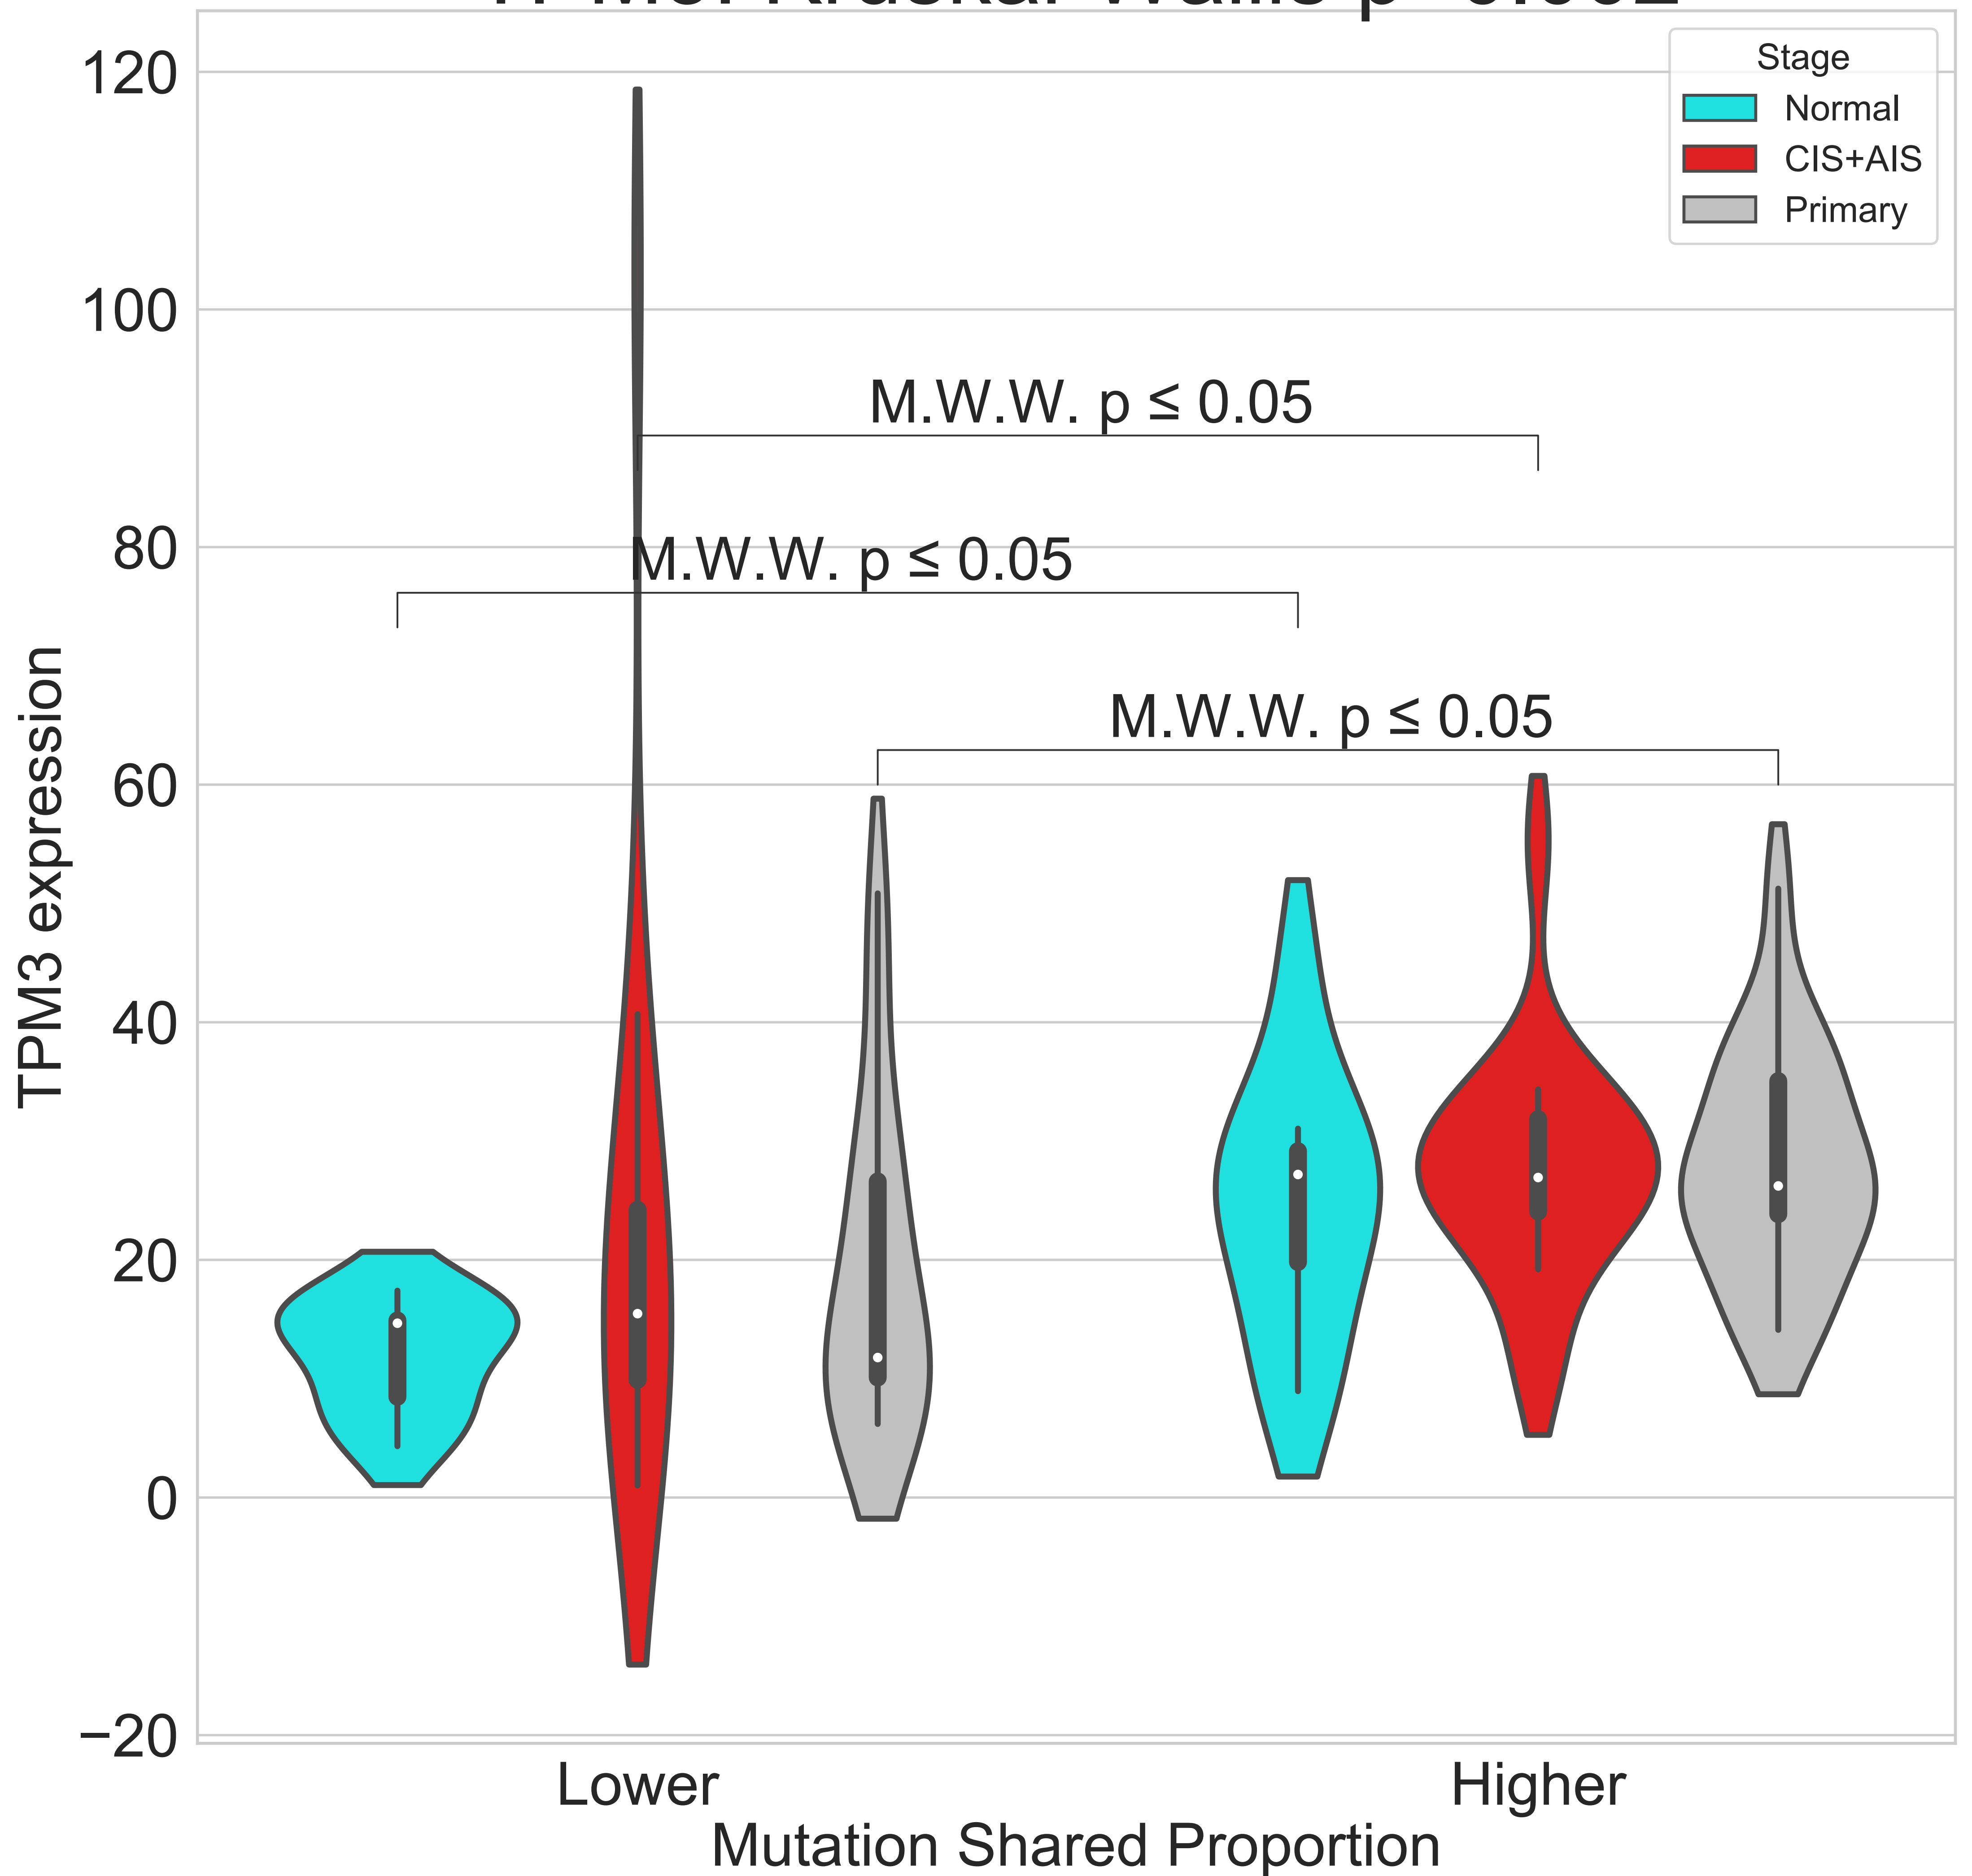 Stage
Normal
CIS+AIS
Primary
120
100
80
60
40
20
0
−20
TPM3 expression
M.W.W. p ≤ 0.05
M.W.W. p ≤ 0.05
M.W.W. p ≤ 0.05
Lower
Higher
Mutation Shared Proportion